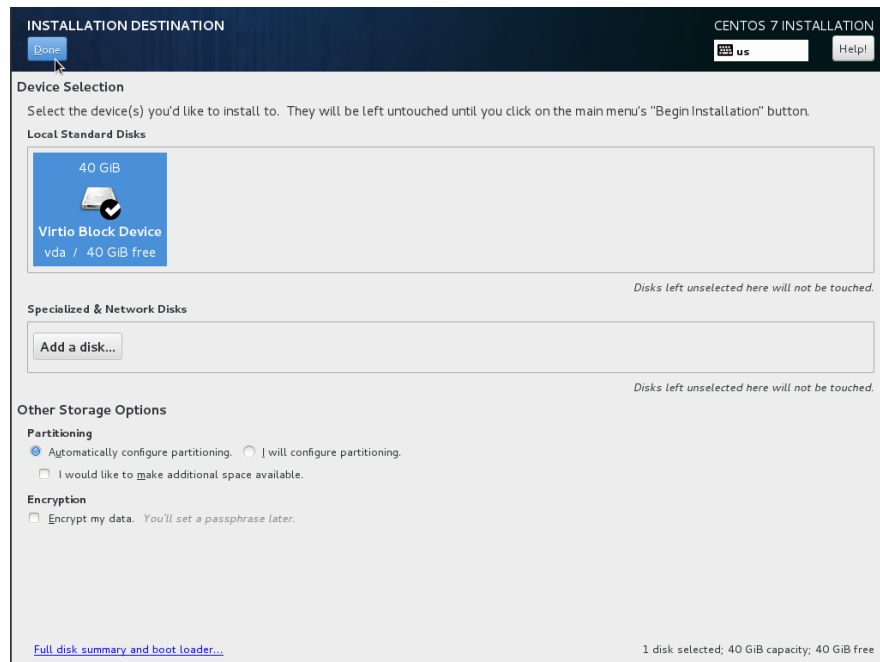 INSTALLATION DESTINATION
CENTOS 7 INSTALLATION
Done
us
Help!
Device Selection
Select the device(s) you'd like to install to. They will be left untouched until you click on the main menu's "Begin Installation" button.
Local Standard Disks
40 GiB
Virtio Block Device
vda / 40 GiB free
Disks left unselected here will not be touched.
Specialized & Network Disks
Add a disk...
Disks left unselected here will not be touched.
Other Storage Options
Partitioning
Automatically configure partitioning. I will configure partitioning.
I would like to make additional space available.
Encryption
Encrypt my data. You'll set a passphrase later.
Full disk summary and boot loader...
1 disk selected; 40 GiB capacity; 40 GiB free